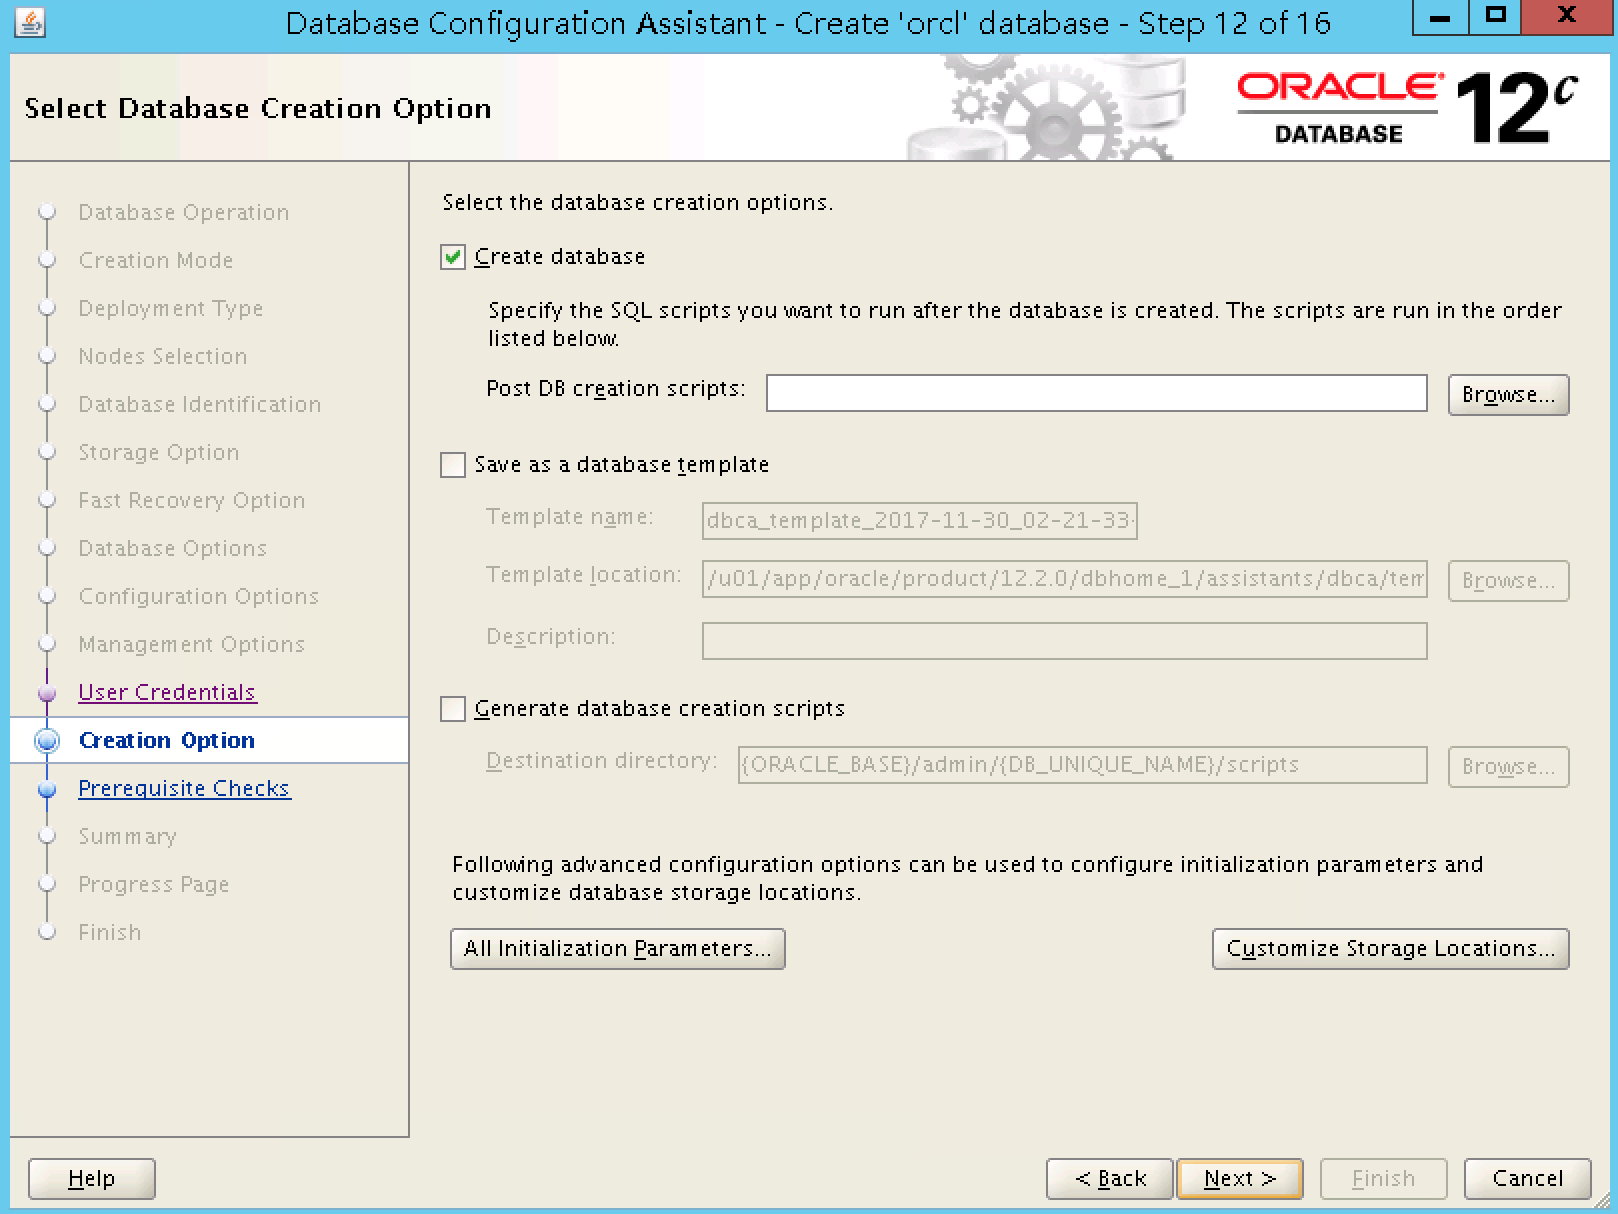 Database Configuration Assistant - Create 'orcl' database - Step 12 of 16
Select Database Creation Option
ORACLE
DATABASE
12c
Database Operation
Creation Mode
Deployment Type
Nodes Selection
Database Identification
Storage Option
Fast Recovery Option
Database Options
Configuration Options
Management Options
User Credentials
Creation Option
Prerequisite Checks
Summary
Progress Page
Finish
Select the database creation options.
Create database
Specify the SQL scripts you want to run after the database is created. The scripts are run in the order
listed below.
Post DB creation scripts:
Browse...
Save as a database template
Template name: dbca_template_2017-11-30_02-21-33-
Template location: /u01/app/oracle/product/12.2.0/dbhome_1/assistants/dbca/tem Browse...
Description:
Generate database creation scripts
Destination directory: {ORACLE_BASE}/admin/{DB_UNIQUE_NAME}/scripts Browse...
Following advanced configuration options can be used to configure initialization parameters and
customize database storage locations.
All Initialization Parameters... Customize Storage Locations...
Help < Back Next > Finish Cancel